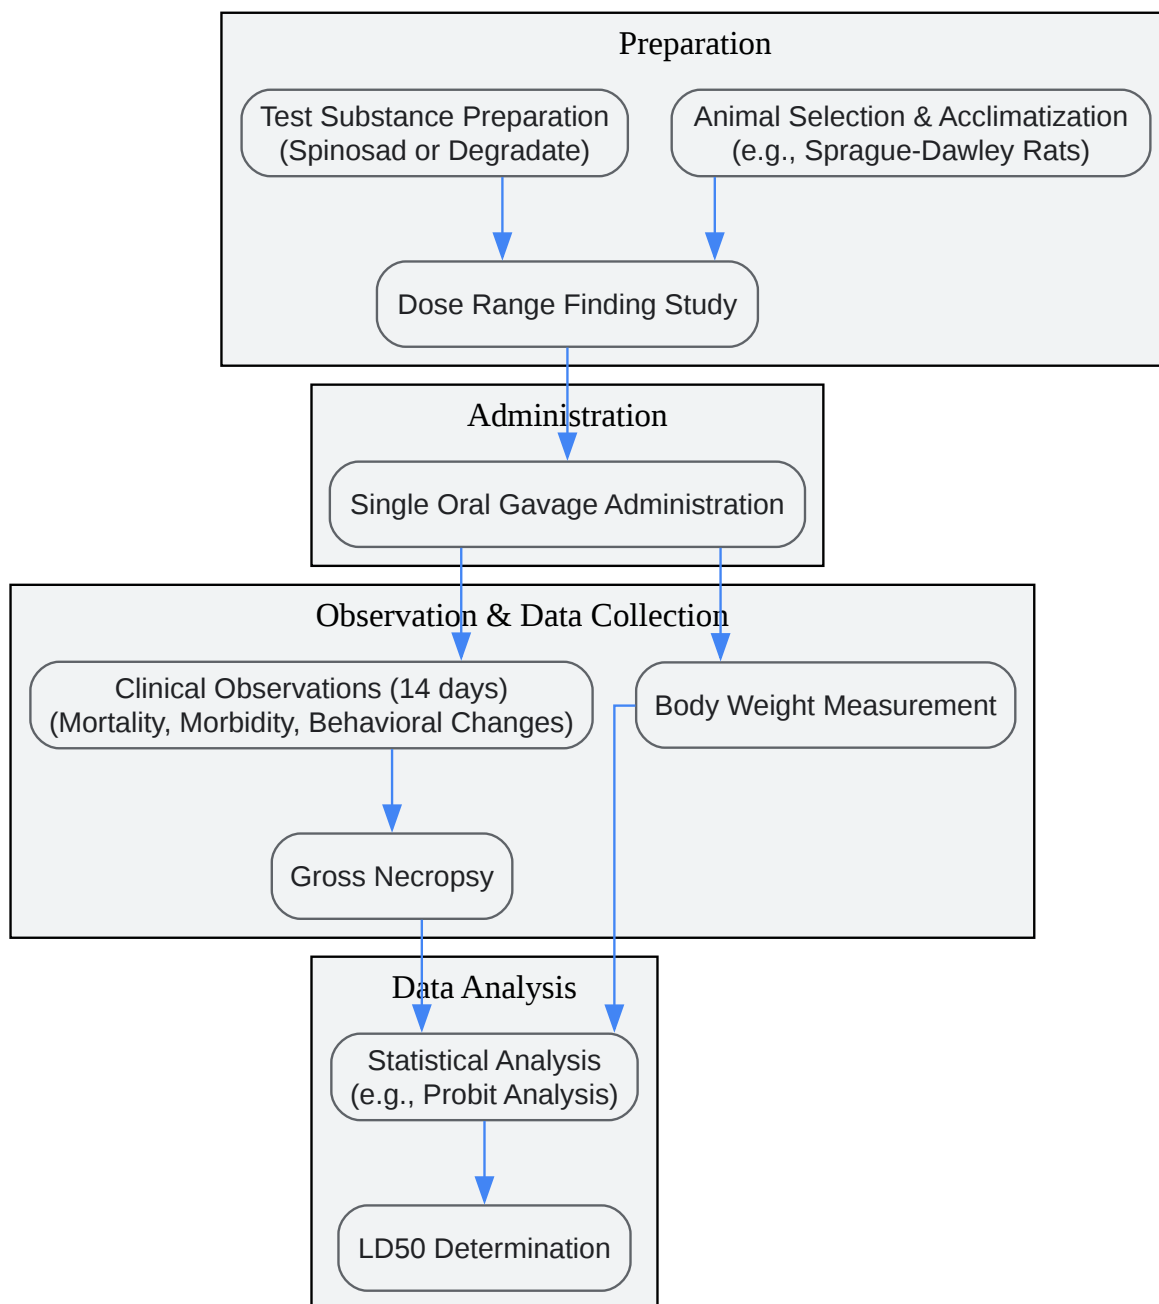 Preparation
Test Substance Preparation
(Spinosad or Degradate)
Animal Selection & Acclimatization
(e.g., Sprague-Dawley Rats)
Dose Range Finding Study
Administration
Single Oral Gavage Administration
Observation & Data Collection
Clinical Observations (14 days)
(Mortality, Morbidity, Behavioral Changes)
Body Weight Measurement
Gross Necropsy
Data Analysis
Statistical Analysis
(e.g., Probit Analysis)
LD50 Determination